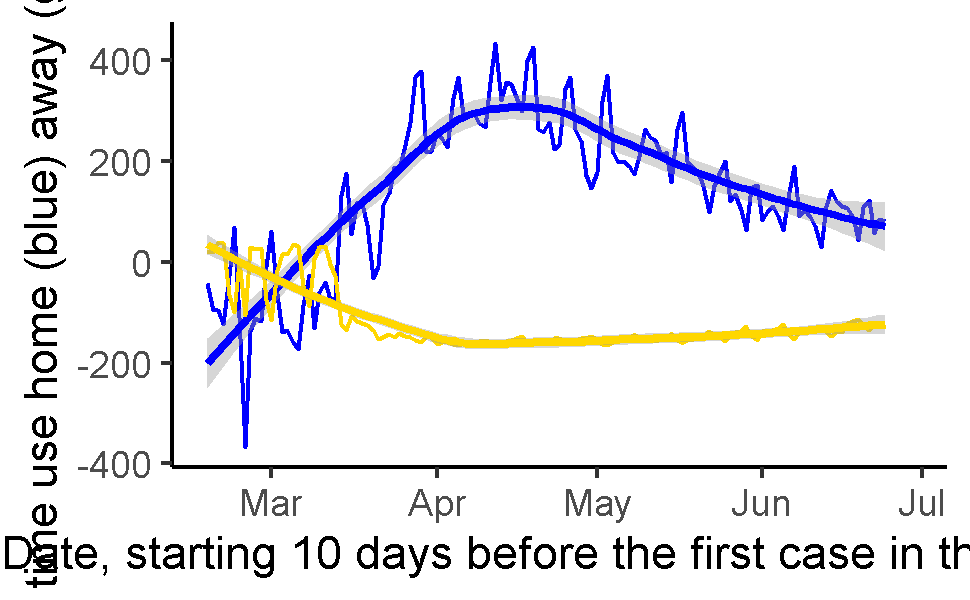 time use home (blue) away (
400
200
0
-200
-400
Mar Apr May Jun Jul
Date, starting 10 days before the first case in th